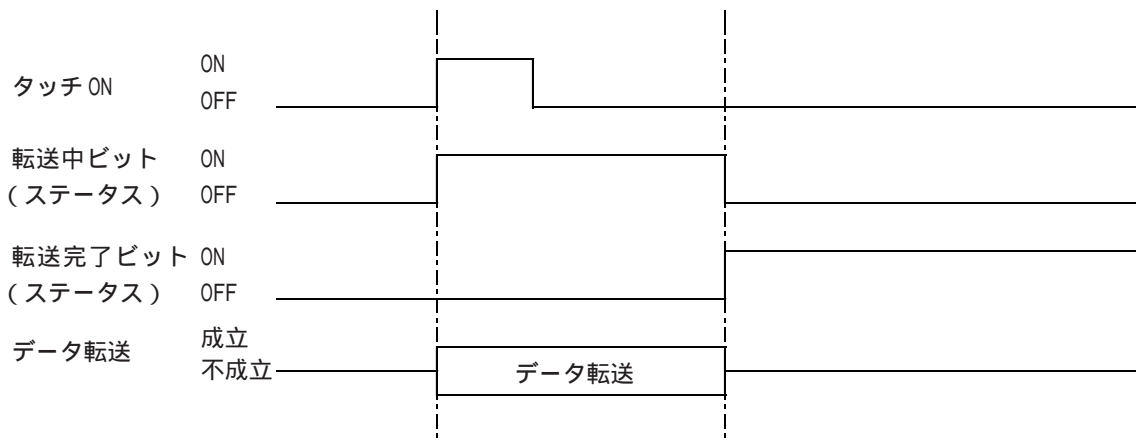 タッチON
ON
OFF
転送中ビット
(ステータス)
ON
OFF
転送完了ビット
(ステータス)
ON
OFF
データ転送
成立
不成立
データ転送